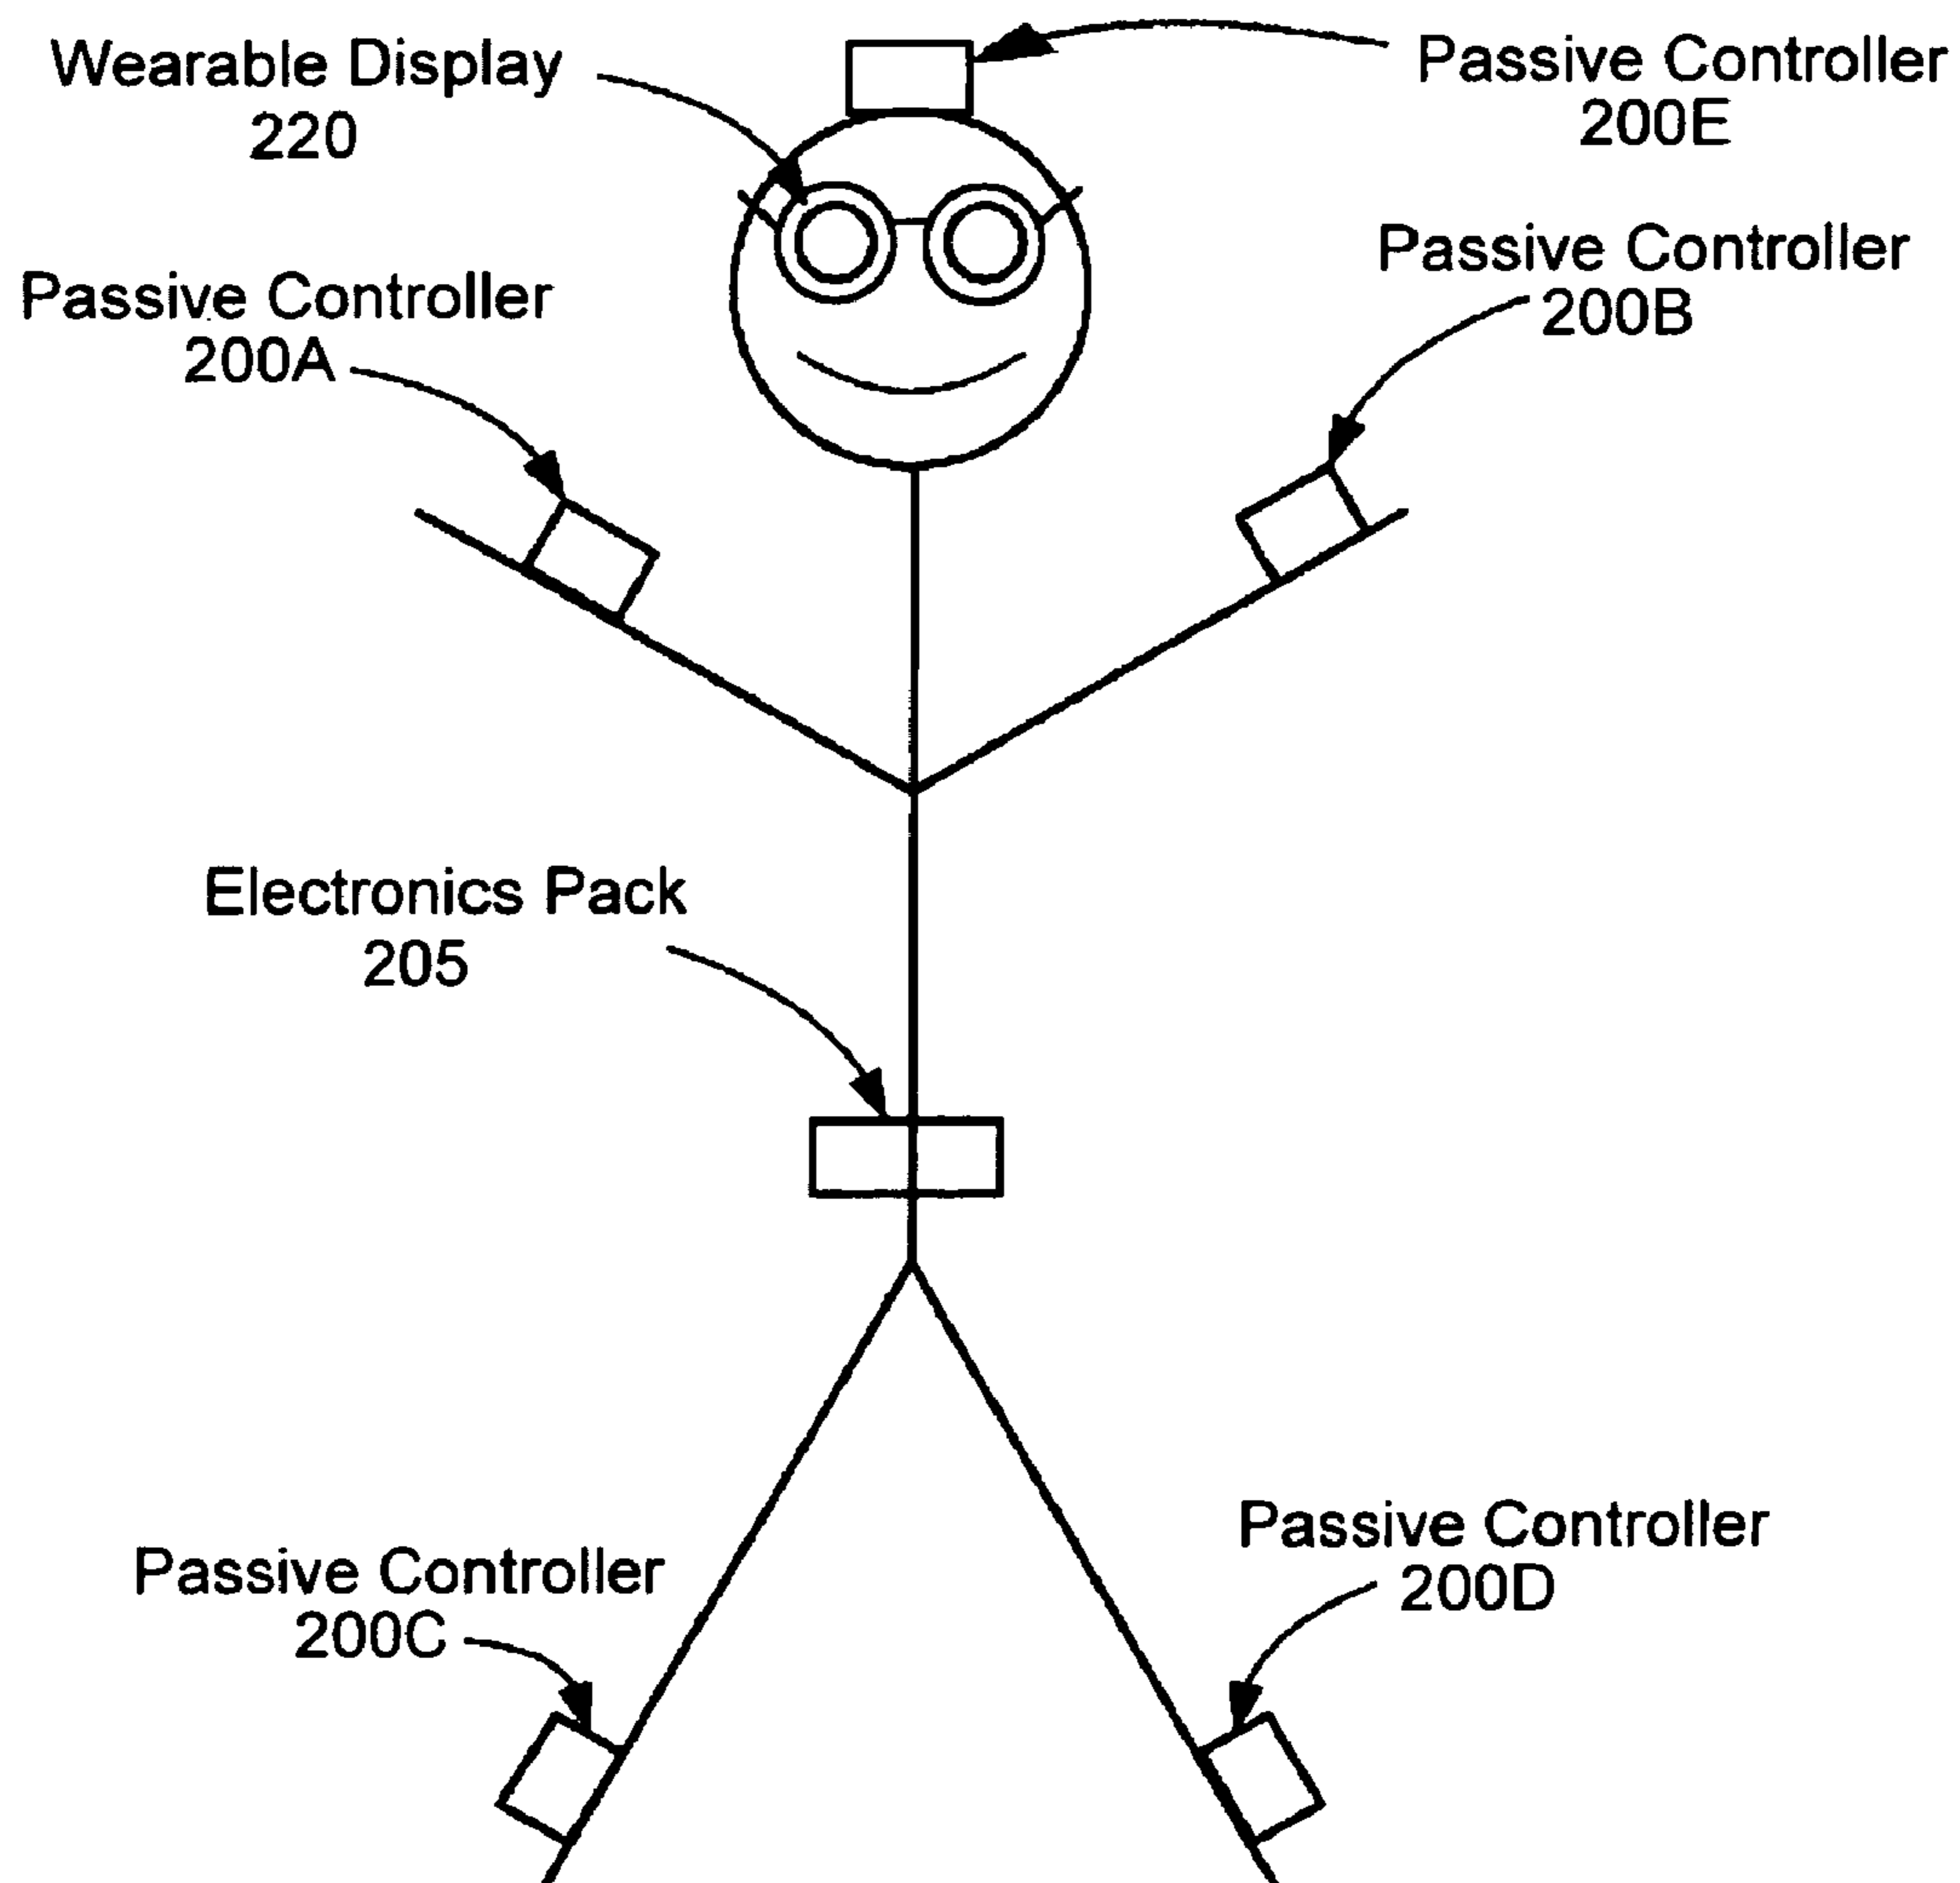 Wearable Display
220
Passive Controller
200E
Passive Controller
200B
Passive Controller
200A
Electronics Pack
205
Passive Controller
200D
Passive Controller
200C